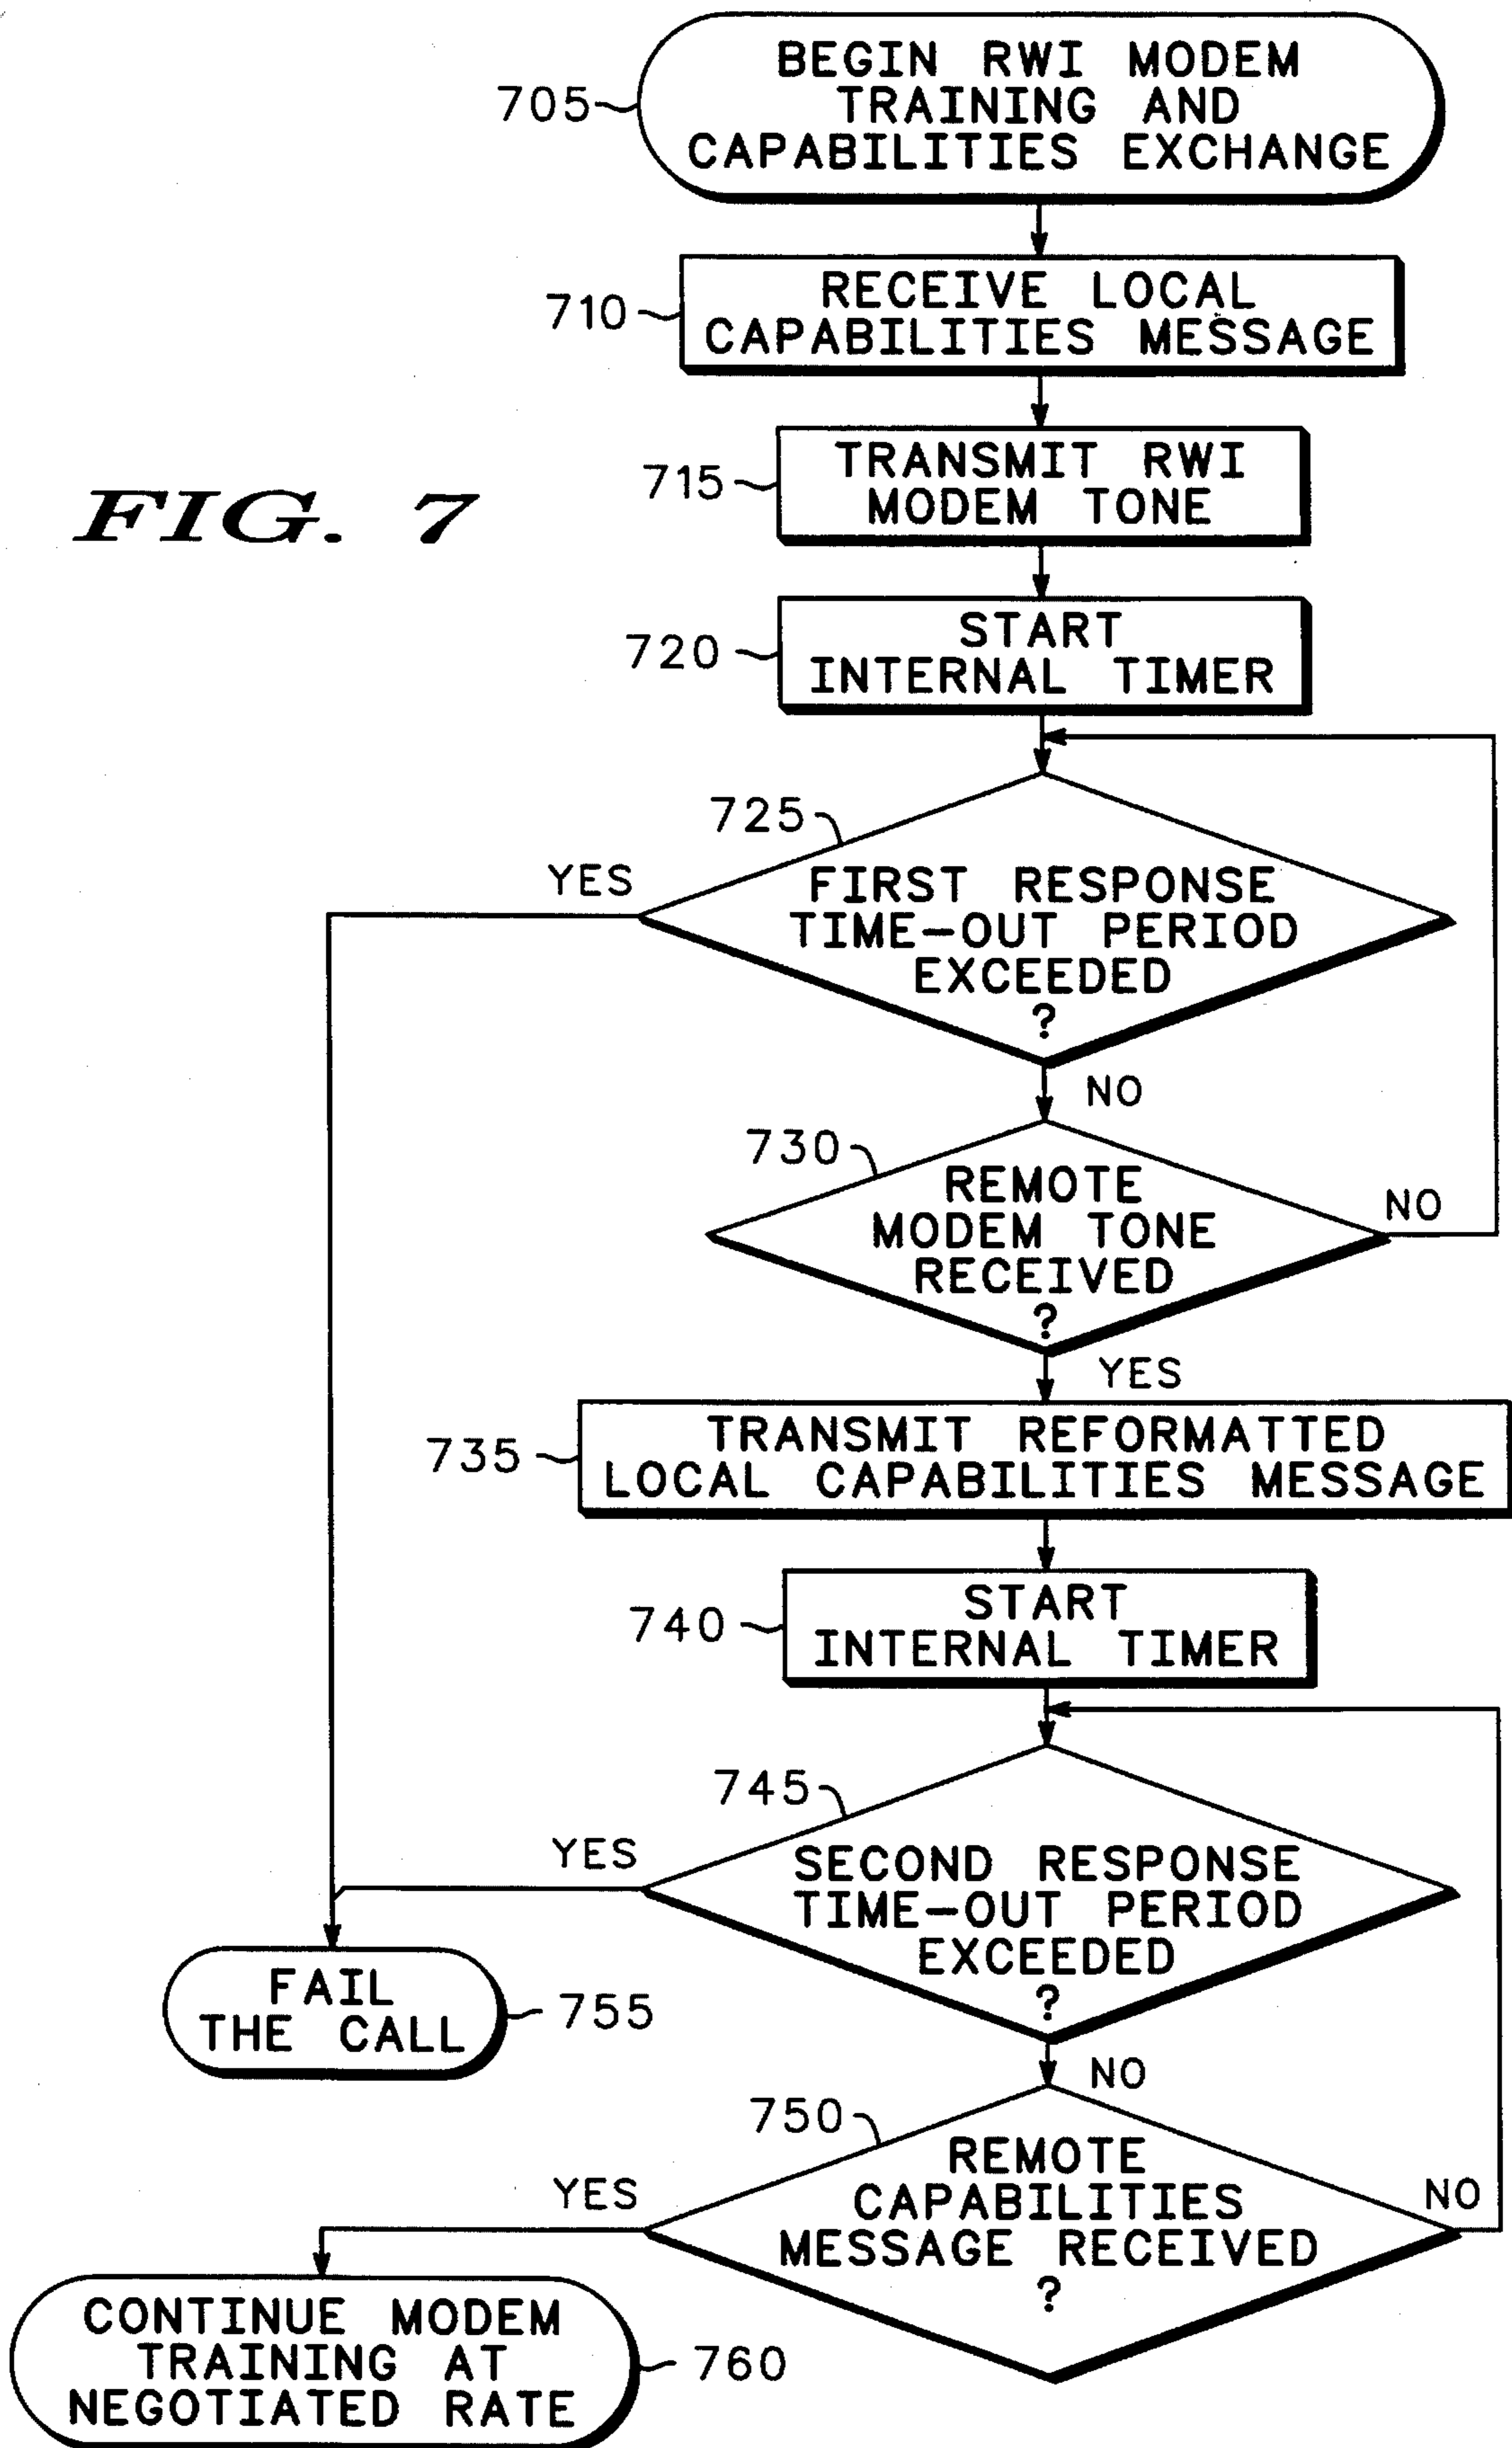 BEGIN RWI MODEM
TRAINING AND
CAPABILITIES EXCHANGE
705
RECEIVE LOCAL
CAPABILITIES MESSAGE
710
TRANSMIT RWI
MODEM TONE
715
FIG. 7
START
INTERNAL TIMER
720
725
YES
FIRST RESPONSE
TIME-OUT PERIOD
EXCEEDED
?
NO
730
REMOTE
MODEM TONE
RECEIVED
?
NO
YES
TRANSMIT REFORMATTED
LOCAL CAPABILITIES MESSAGE
735
START
INTERNAL TIMER
740
745
YES
SECOND RESPONSE
TIME-OUT PERIOD
EXCEEDED
?
FAIL
THE CALL
755
NO
750
REMOTE
CAPABILITIES
MESSAGE RECEIVED
?
YES
NO
CONTINUE MODEM
TRAINING AT
NEGOTIATED RATE
760